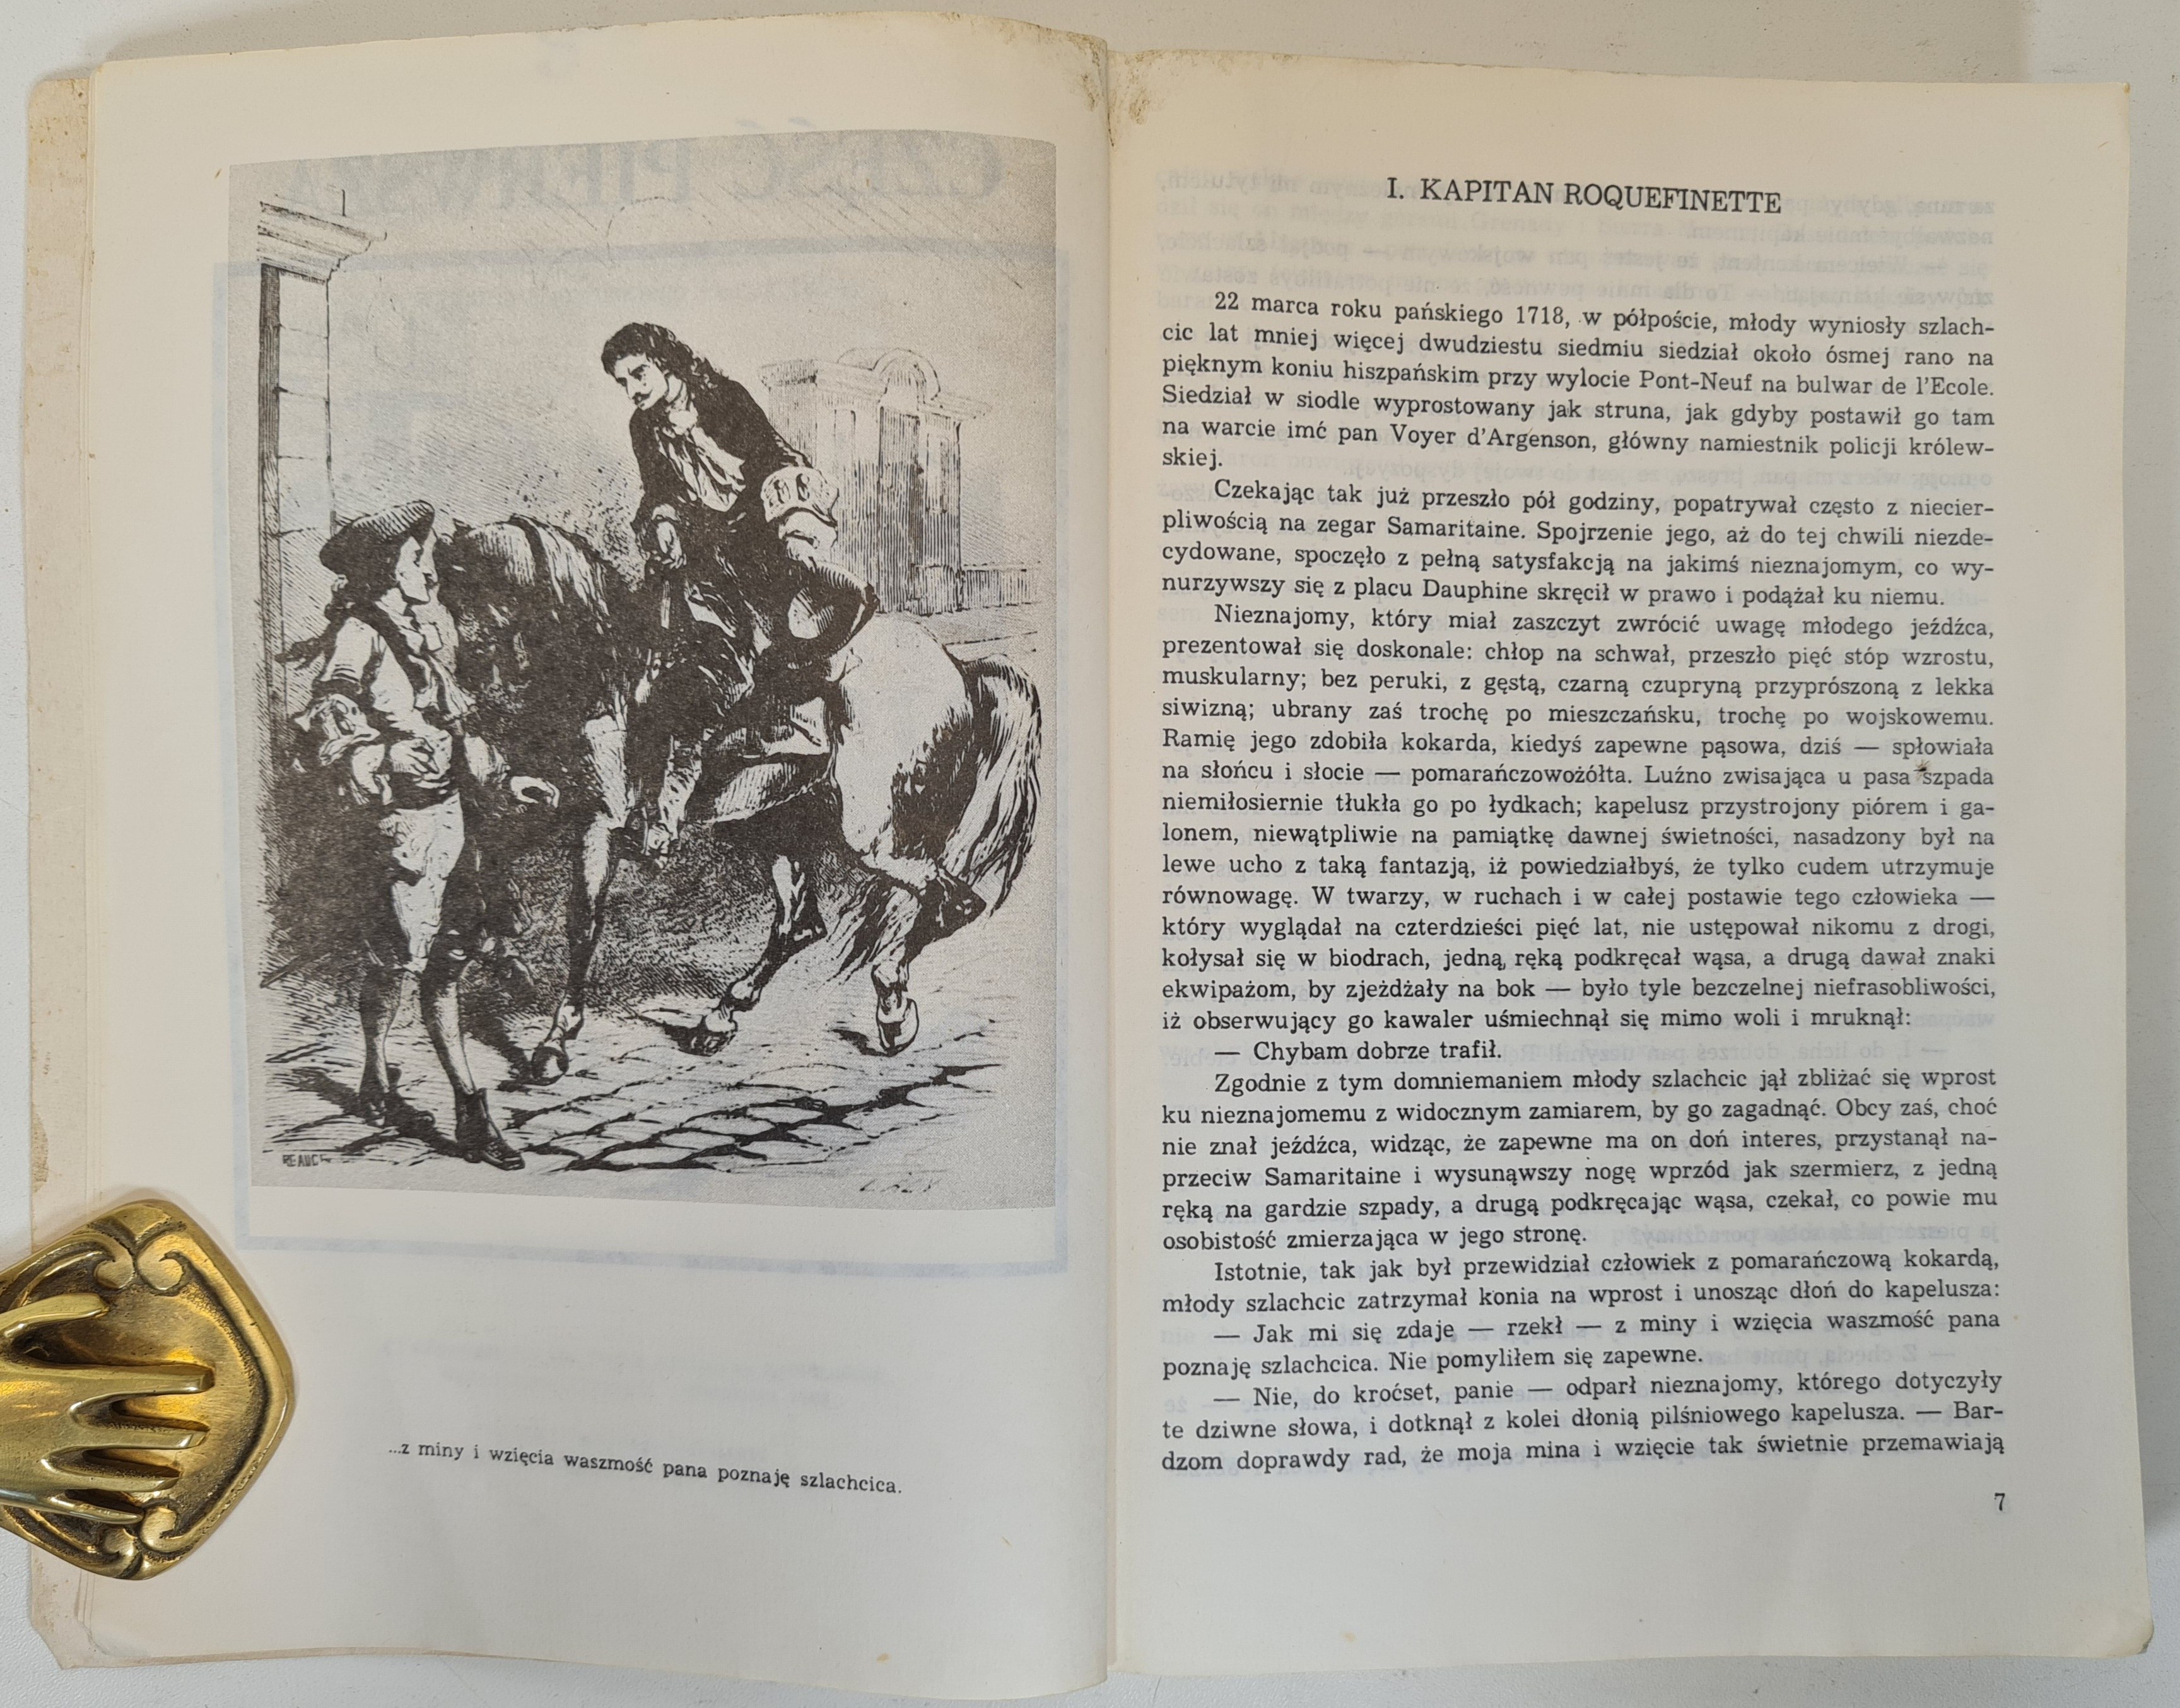 ...z miny i wzięcia waszmość pana poznaję szlachcica.
I. KAPITAN ROQUEFINETTE
22 marca roku pańskiego 1718, w półpoście, młody wyniosły szlach-
cic lat mniej więcej dwudziestu siedmiu siedział około ósmej rano na
pięknym koniu hiszpańskim przy wylocie Pont-Neuf na bulwar de l'Ecole.
Siedział w siodle wyprostowany jak struna, jak gdyby postawił go tam
na warcie imć pan Voyer d'Argenson, główny namiestnik policji królew-
skiej.
Czekając tak już przeszło pół godziny, popatrywał często z niecier-
pliwością na zegar Samaritaine. Spojrzenie jego, aż do tej chwili niezde-
cydowane, spoczęło z pełną satysfakcją na jakimś nieznajomym, co wy-
nurzywszy się z placu Dauphine skręcił w prawo i podążał ku niemu.
Nieznajomy, który miał zaszczyt zwrócić uwagę młodego jeźdźca,
prezentował się doskonale: chłop na schwał, przeszło pięć stóp wzrostu,
muskularny; bez peruki, z gęstą, czarną czupryną przyprószoną z lekka
siwizną; ubrany zaś trochę po mieszczańsku, trochę po wojskowemu.
Ramię jego zdobiła kokarda, kiedyś zapewne pąsowa, dziś — spłowiała
na słońcu i słocie — pomarańczowożółta. Luźno zwisająca u pasa szpada
niemiłosiernie tłukła go po łydkach; kapelusz przystrojony piórem i ga-
lonem, niewątpliwie na pamiątkę dawnej świetności, nasadzony był na
lewe ucho z taką fantazją, iż powiedziałbyś, że tylko cudem utrzymuje
równowagę. W twarzy, w ruchach i w całej postawie tego człowieka —
który wyglądał na czterdzieści pięć lat, nie ustępował nikomu z drogi,
kołysał się w biodrach, jedną ręką podkręcał wąsa, a drugą dawał znaki
ekwipażom, by zjeżdżały na bok — było tyle bezczelnej niefrasobliwości,
iż obserwujący go kawaler uśmiechnął się mimo woli i mruknął:
— Chybam dobrze trafił.
Zgodnie z tym domniemaniem młody szlachcic jął zbliżać się wprost
ku nieznajomemu z widocznym zamiarem, by go zagadnąć. Obcy zaś, choć
nie znał jeźdźca, widząc, że zapewne ma on doń interes, przystanął na-
przeciw Samaritaine i wysunąwszy nogę wprzód jak szermierz, z jedną
ręką na gardzie szpady, a drugą podkręcając wąsa, czekał, co powie mu
osobistość zmierzająca w jego stronę.
Istotnie, tak jak był przewidział człowiek z pomarańczową kokardą,
młody szlachcic zatrzymał konia na wprost i unosząc dłoń do kapelusza:
— Jak mi się zdaje — rzekł — z miny i wzięcia waszmość pana
poznaję szlachcica. Nie pomyliłem się zapewne.
— Nie, do kroćset, panie — odparł nieznajomy, którego dotyczyły
te dziwne słowa, i dotknął z kolei dłonią pilśniowego kapelusza. — Bar-
dzom doprawdy rad, że moja mina i wzięcie tak świetnie przemawiają
7